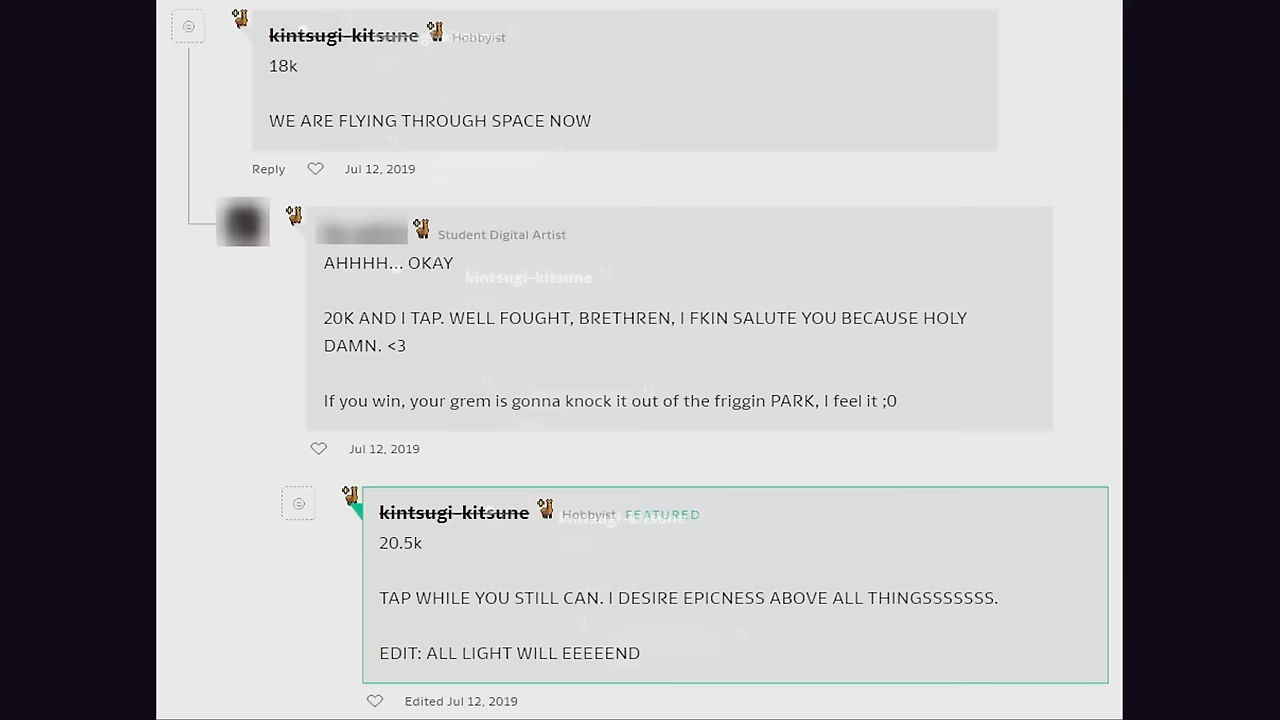 kintsugi-kitsune Hobbyist
18k
WE ARE FLYING THROUGH SPACE NOW
Reply Jul 12, 2019
Student Digital Artist
AHHHH... OKAY
kintsugi-kitsune
20K AND I TAP. WELL FOUGHT, BRETHREN, I FKIN SALUTE YOU BECAUSE HOLY
DAMN. <3
If you win, your grem is gonna knock it out of the friggin PARK, I feel it ;0
Jul 12, 2019
kintsugi-kitsune Hobbyist FEATURED
20.5k
TAP WHILE YOU STILL CAN. I DESIRE EPICNESS ABOVE ALL THINGSSSSSSS.
EDIT: ALL LIGHT WILL EEEEEND
Edited Jul 12, 2019